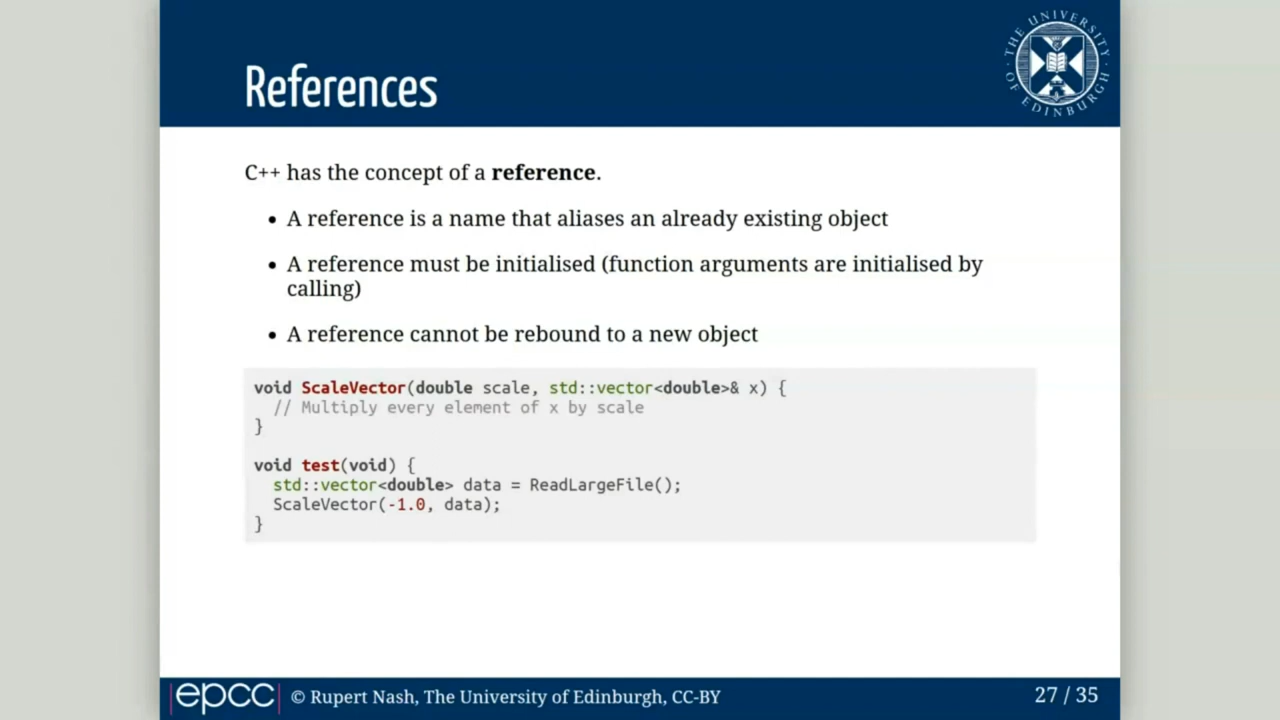 THE UNIVERSITY OF EDINBURGH
References
C++ has the concept of a reference.
• A reference is a name that aliases an already existing object
• A reference must be initialised (function arguments are initialised by
calling)
• A reference cannot be rebound to a new object
void ScaleVector(double scale, std::vector<double>& x) {
  // Multiply every element of x by scale
}
void test(void) {
  std::vector<double> data = ReadLargeFile();
  ScaleVector(-1.0, data);
}
|epcc| © Rupert Nash, The University of Edinburgh, CC-BY
27 / 35